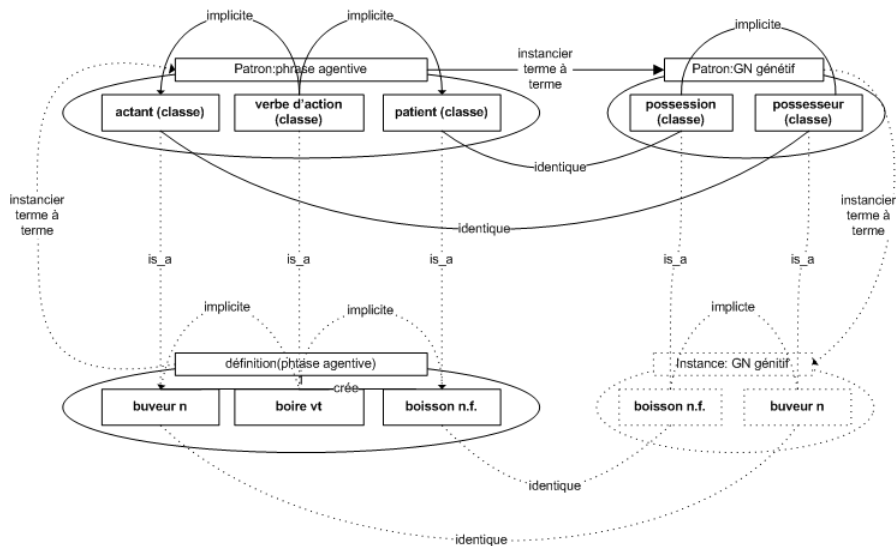 implicite
implicite
implicite
Patron:phrase agentive
instancier
terme à
terme
Patron:GN génétif
actant (classe)
verbe d'action
(classe)
patient (classe)
possession
(classe)
possesseur
(classe)
identique
instancier
terme à
terme
instancier
terme à
terme
identique
is_a
is_a
is_a
is_a
is_a
implicite
implicite
implicte
définition(phrase agentive)
Instance: GN génitif
crée
buveur n
boire vt
boisson n.f.
boisson n.f.
buveur n
identique
identique